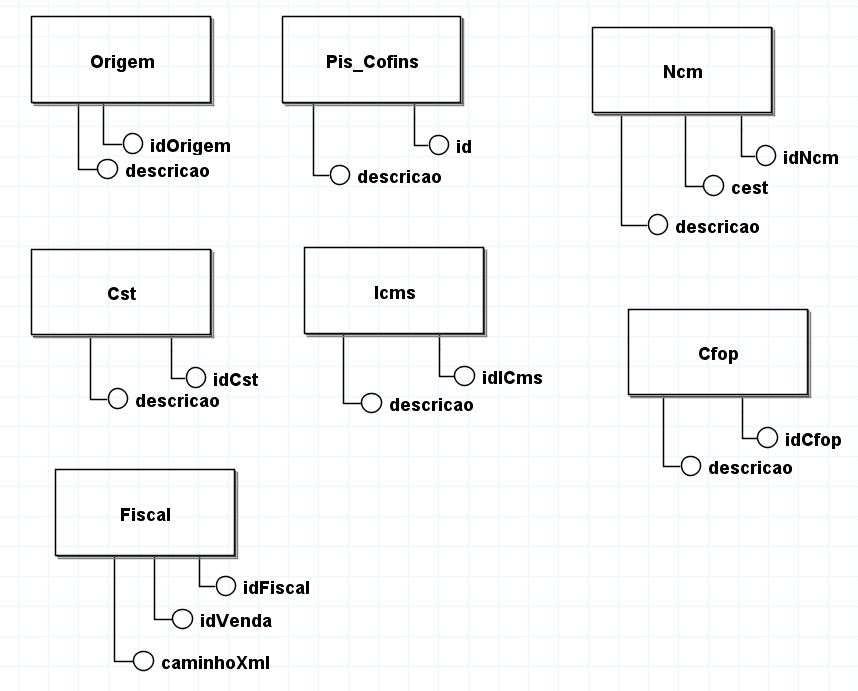 Origem
idOrigem
descricao
Pis_Cofins
id
descricao
Ncm
idNcm
cest
descricao
Cst
idCst
descricao
Icms
idICms
descricao
Cfop
idCfop
descricao
Fiscal
idFiscal
idVenda
caminhoXml